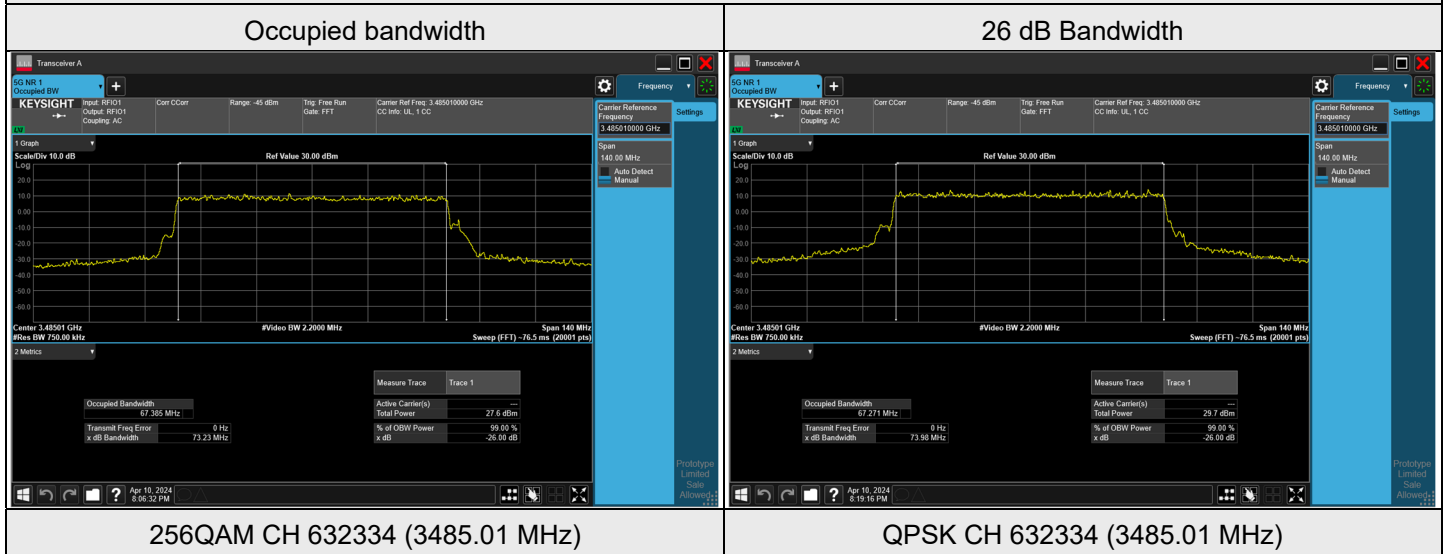 Occupied bandwidth
26 dB Bandwidth
Transceiver A
5G NR 1
Occupied BW
+
Frequency
KEYSIGHT
Input: RFIO1
Output: RFIO1
Coupling: AC
Corr CCorr
Range: -45 dBm
Trig: Free Run
Gate: FFT
Carrier Ref Freq: 3.485010000 GHz
CC Info: UL, 1 CC
LXI
Carrier Reference
Frequency
3.485010000 GHz
Settings
Span
140.00 MHz
Auto Detect
Manual
1 Graph
Scale/Div 10.0 dB
Ref Value 30.00 dBm
Log
20.0
10.0
0.00
-10.0
-20.0
-30.0
-40.0
-50.0
-60.0
Center 3.48501 GHz
#Video BW 2.2000 MHz
Span 140 MHz
#Res BW 750.00 kHz
Sweep (FFT) ~76.5 ms (20001 pts)
2 Metrics
Measure Trace Trace 1
Occupied Bandwidth
67.385 MHz
Active Carrier(s) ---
Total Power 27.6 dBm
Transmit Freq Error 0 Hz
x dB Bandwidth 73.23 MHz
% of OBW Power 99.00 %
x dB -26.00 dB
Prototype
Limited
Sale
Allowed
?
Apr 10, 2024
8:06:32 PM
Transceiver A
5G NR 1
Occupied BW
+
Frequency
KEYSIGHT
Input: RFIO1
Output: RFIO1
Coupling: AC
Corr CCorr
Range: -45 dBm
Trig: Free Run
Gate: FFT
Carrier Ref Freq: 3.485010000 GHz
CC Info: UL, 1 CC
LXI
Carrier Reference
Frequency
3.485010000 GHz
Settings
Span
140.00 MHz
Auto Detect
Manual
1 Graph
Scale/Div 10.0 dB
Ref Value 30.00 dBm
Log
20.0
10.0
0.00
-10.0
-20.0
-30.0
-40.0
-50.0
-60.0
Center 3.48501 GHz
#Video BW 2.2000 MHz
Span 140 MHz
#Res BW 750.00 kHz
Sweep (FFT) ~76.5 ms (20001 pts)
2 Metrics
Measure Trace Trace 1
Occupied Bandwidth
67.271 MHz
Active Carrier(s) ---
Total Power 29.7 dBm
Transmit Freq Error 0 Hz
x dB Bandwidth 73.98 MHz
% of OBW Power 99.00 %
x dB -26.00 dB
Prototype
Limited
Sale
Allowed
?
Apr 10, 2024
8:19:16 PM
256QAM CH 632334 (3485.01 MHz)
QPSK CH 632334 (3485.01 MHz)